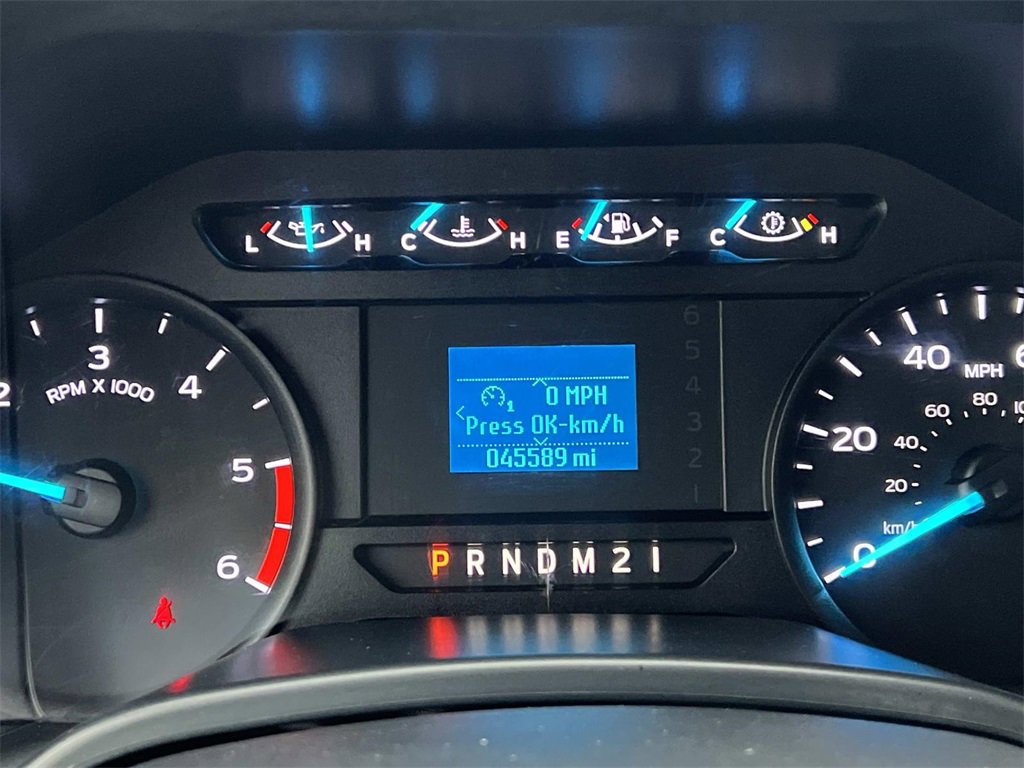 L H C H E F C H
2 3 4 5 6
RPM X 1000
6
5
4
3
2
1
1 0 MPH
Press OK-km/h
045589 mi
P R N D M 2 1
0 20 40
MPH
20 40 60 80
km/h